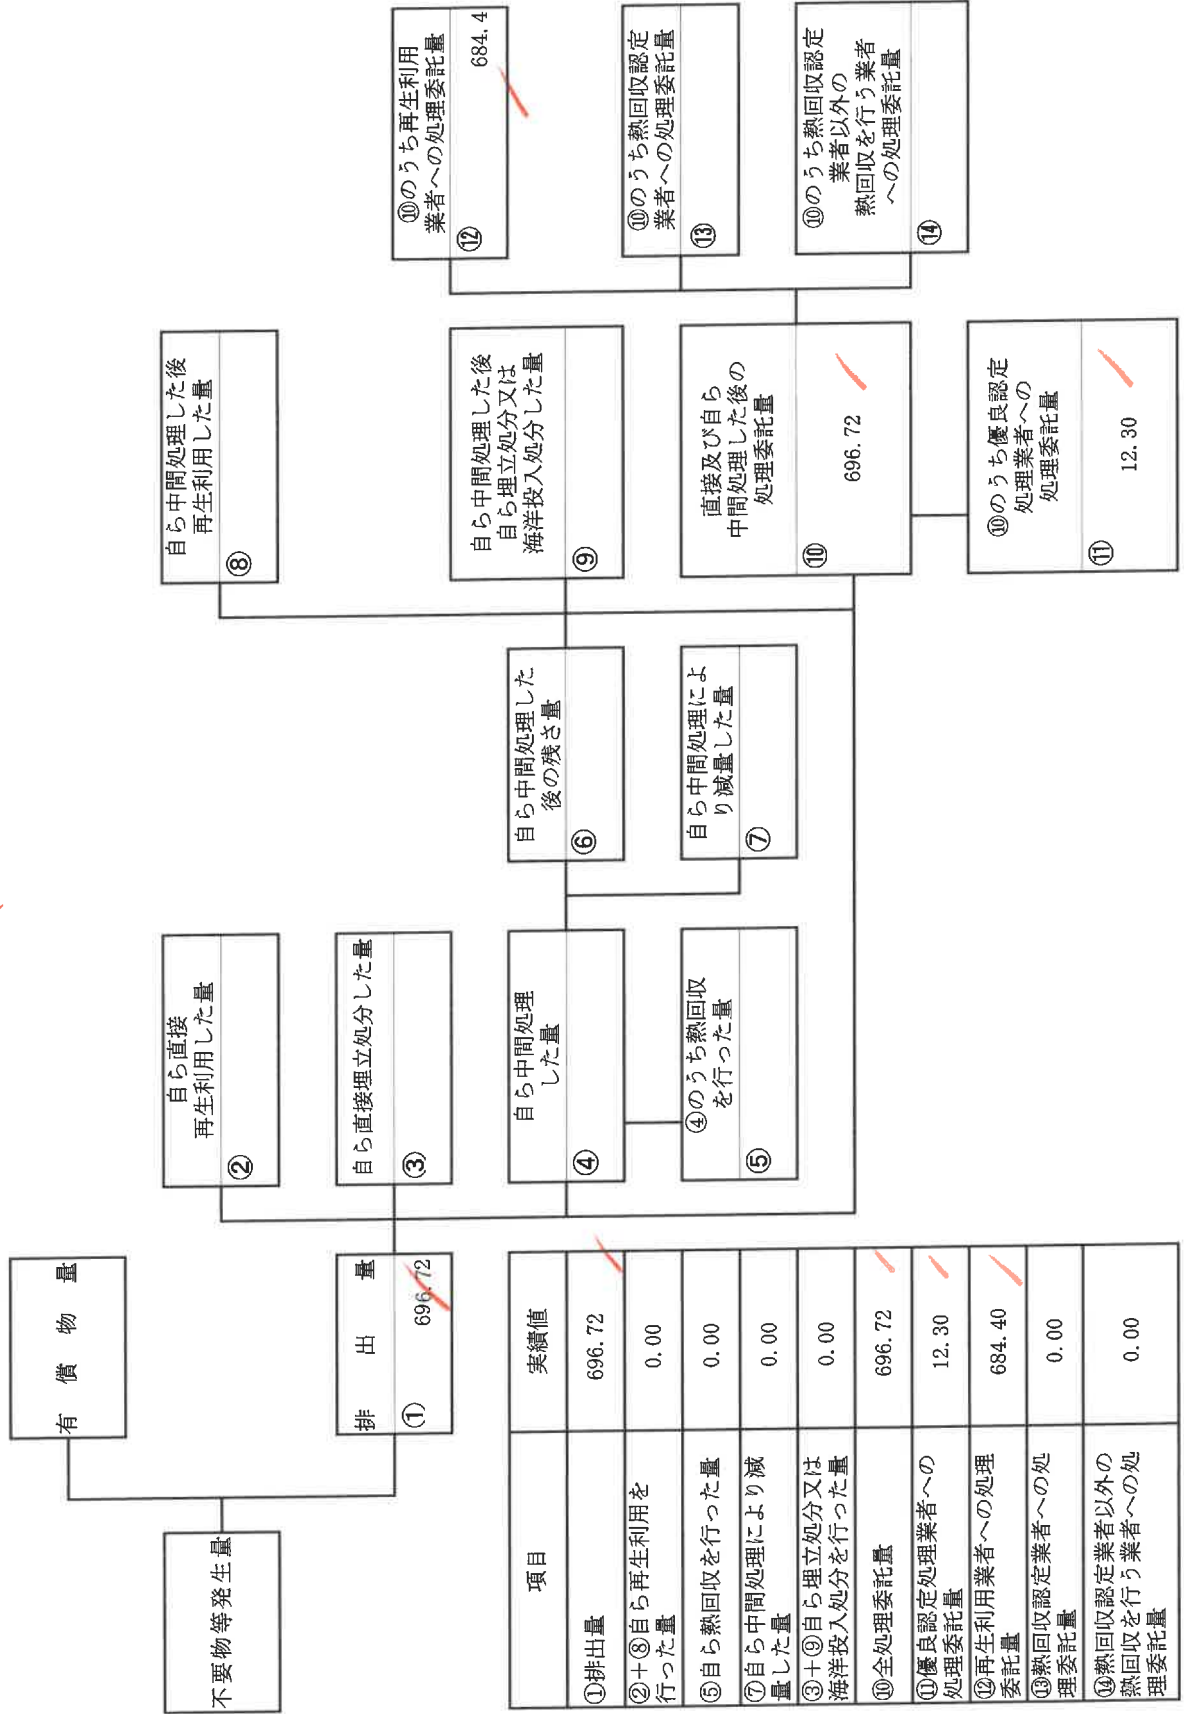 不要物等発生量
有償物量
排出量
① 696.72
自ら直接
再生利用した量
②
自ら直接埋立処分した量
③
自ら中間処理
した量
④
④のうち熱回収
を行った量
⑤
自ら中間処理した
後の残さ量
⑥
自ら中間処理によ
り減量した量
⑦
自ら中間処理した後
再生利用した量
⑧
自ら中間処理した後
自ら埋立処分又は
海洋投入処分した量
⑨
直接及び自ら
中間処理した後の
処理委託量
⑩ 696.72
⑩のうち優良認定
処理業者への
処理委託量
⑪ 12.30
⑩のうち再生利用
業者への処理委託量
⑫ 684.4
⑩のうち熱回収認定
業者への処理委託量
⑬
⑩のうち熱回収認定
業者以外の
熱回収を行う業者
への処理委託量
⑭
項目 実績値
①排出量 696.72
②+⑧自ら再生利用を
行った量 0.00
⑤自ら熱回収を行った量 0.00
⑦自ら中間処理により減
量した量 0.00
③+⑨自ら埋立処分又は
海洋投入処分を行った量 0.00
⑩全処理委託量 696.72
⑪優良認定処理業者への
処理委託量 12.30
⑫再生利用業者への処理
委託量 684.40
⑬熱回収認定業者への処
理委託量 0.00
⑭熱回収認定業者以外の
熱回収を行う業者への処
理委託量 0.00